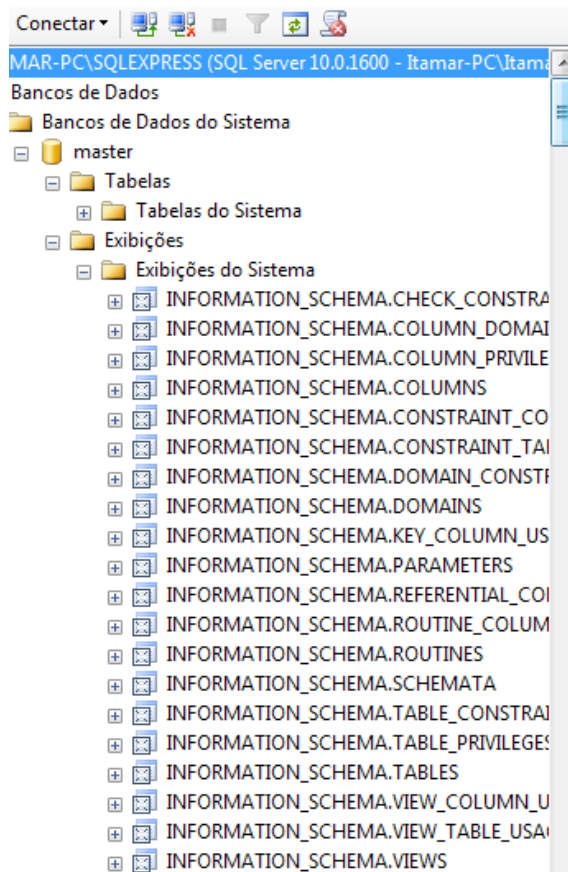 Conectar
MAR-PC\SQLEXPRESS (SQL Server 10.0.1600 - Itamar-PC\Itama
Bancos de Dados
Bancos de Dados do Sistema
master
Tabelas
Tabelas do Sistema
Exibições
Exibições do Sistema
INFORMATION_SCHEMA.CHECK_CONSTRA
INFORMATION_SCHEMA.COLUMN_DOMAI
INFORMATION_SCHEMA.COLUMN_PRIVILE
INFORMATION_SCHEMA.COLUMNS
INFORMATION_SCHEMA.CONSTRAINT_CO
INFORMATION_SCHEMA.CONSTRAINT_TA
INFORMATION_SCHEMA.DOMAIN_CONST
INFORMATION_SCHEMA.DOMAINS
INFORMATION_SCHEMA.KEY_COLUMN_US
INFORMATION_SCHEMA.PARAMETERS
INFORMATION_SCHEMA.REFERENTIAL_CO
INFORMATION_SCHEMA.ROUTINE_COLUM
INFORMATION_SCHEMA.ROUTINES
INFORMATION_SCHEMA.SCHEMATA
INFORMATION_SCHEMA.TABLE_CONSTRAI
INFORMATION_SCHEMA.TABLE_PRIVILEGES
INFORMATION_SCHEMA.TABLES
INFORMATION_SCHEMA.VIEW_COLUMN_U
INFORMATION_SCHEMA.VIEW_TABLE_USA
INFORMATION_SCHEMA.VIEWS